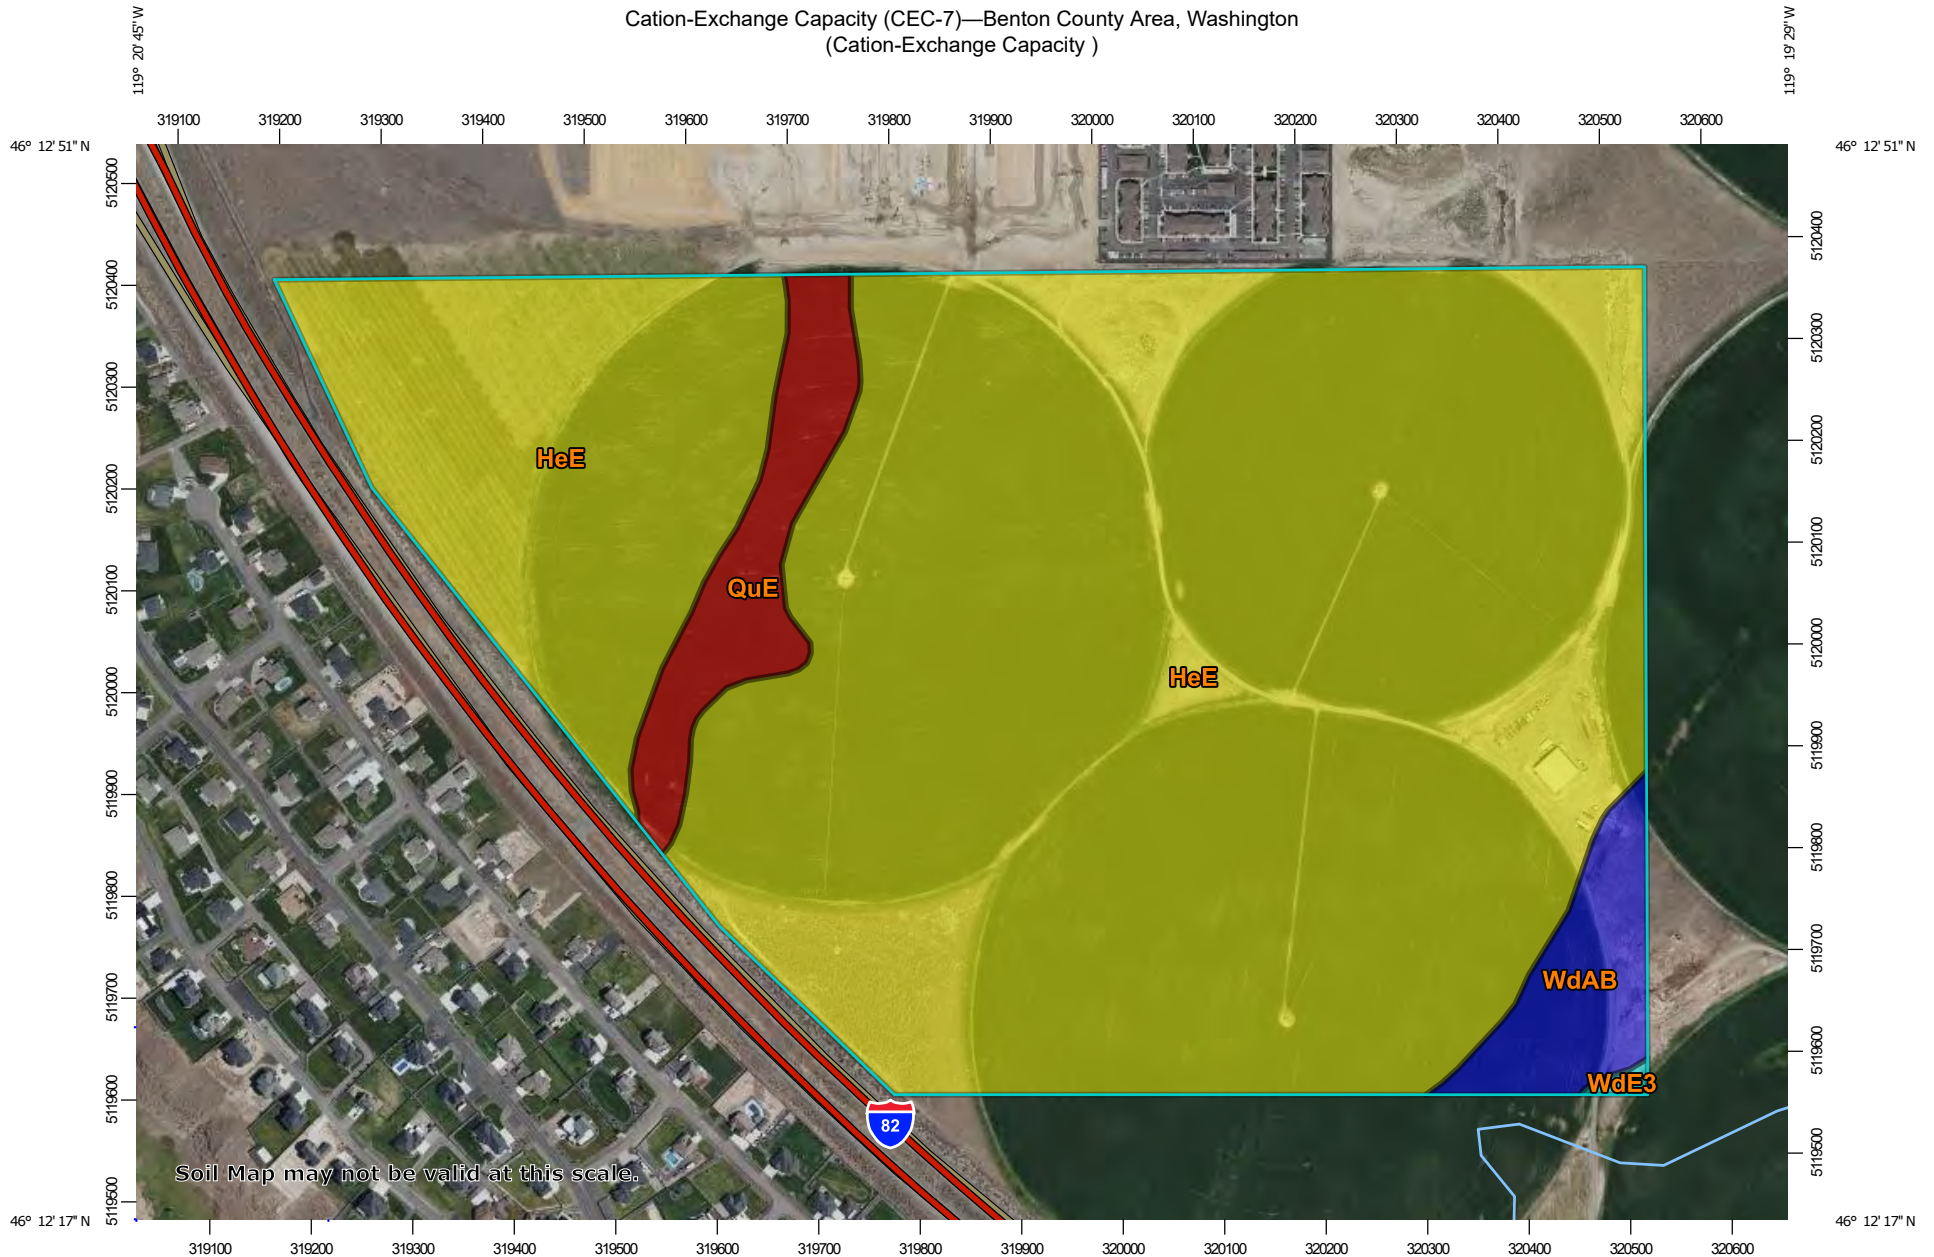 Cation-Exchange Capacity (CEC-7)—Benton County Area, Washington
(Cation-Exchange Capacity )
119° 20' 45'' W
119° 19' 29'' W
319100 319200 319300 319400 319500 319600 319700 319800 319900 320000 320100 320200 320300 320400 320500 320600
46° 12' 51'' N
46° 12' 51'' N
5120500
5120400
5120300
5120200
5120100
5120000
5119900
5119800
5119700
5119600
5119500
5120400
5120300
5120200
5120100
5120000
5119900
5119800
5119700
5119600
5119500
HeE
QuE
HeE
WdAB
WdE3
82
Soil Map may not be valid at this scale.
46° 12' 17'' N
46° 12' 17'' N
319100 319200 319300 319400 319500 319600 319700 319800 319900 320000 320100 320200 320300 320400 320500 320600